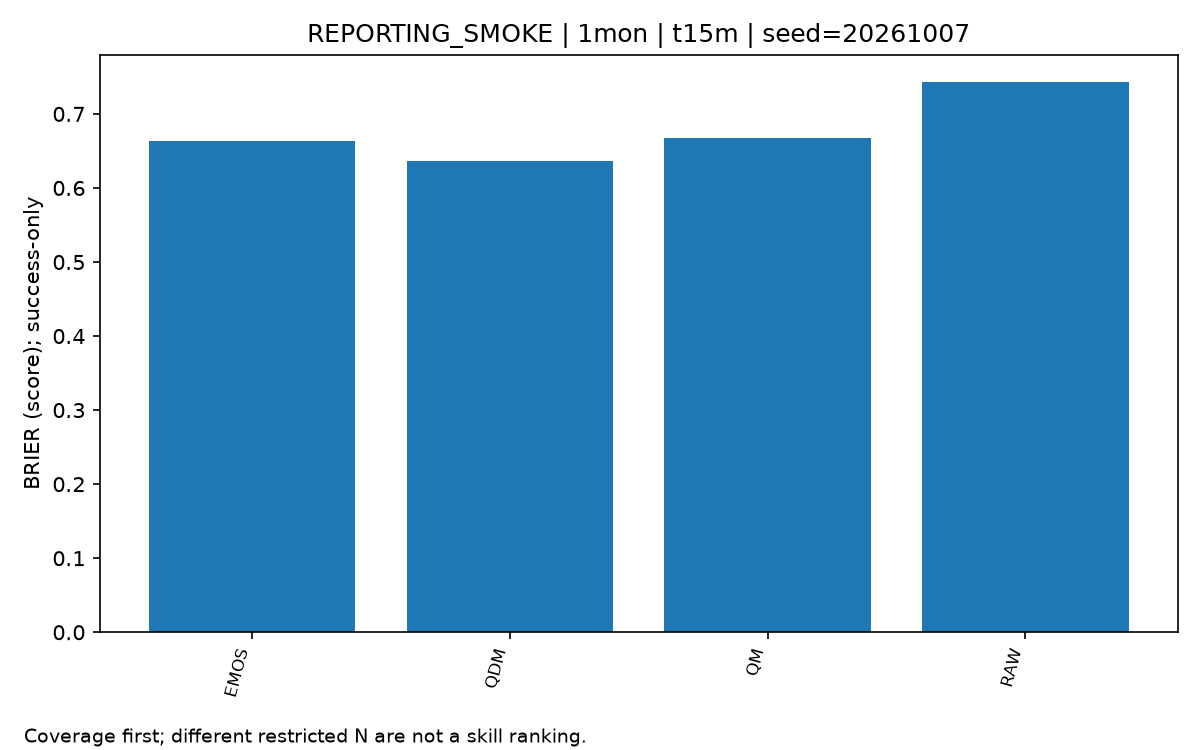 REPORTING_SMOKE | 1mon | t15m | seed=20261007
BRIER (score); success-only
0.7
0.6
0.5
0.4
0.3
0.2
0.1
0.0
EMOS
QDM
QM
RAW
Coverage first; different restricted N are not a skill ranking.